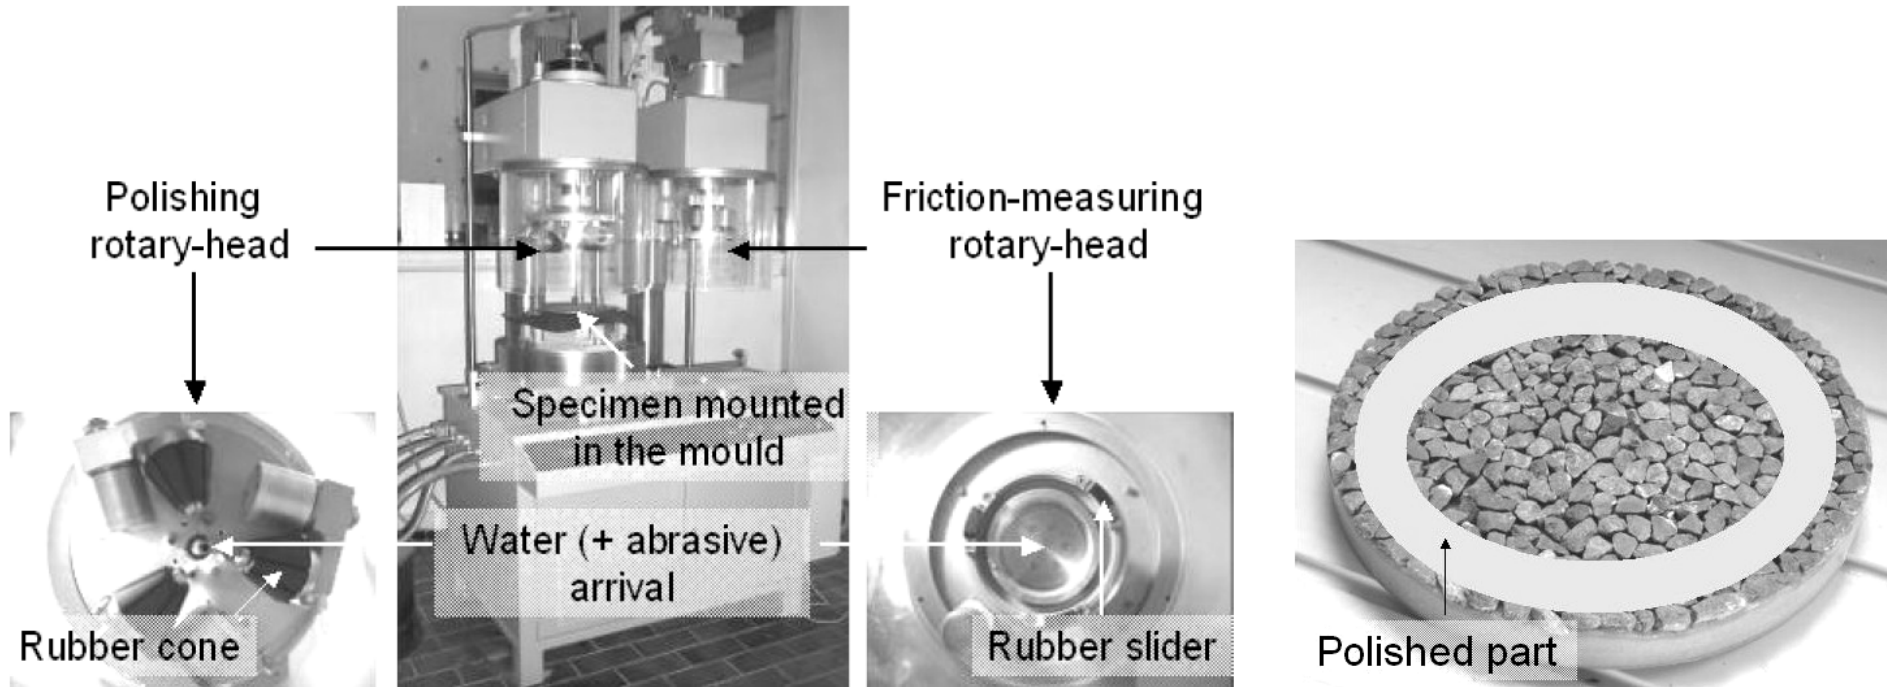 Polishing
rotary-head
Friction-measuring
rotary-head
Specimen mounted
in the mould
Water (+ abrasive)
arrival
Rubber cone
Rubber slider
Polished part